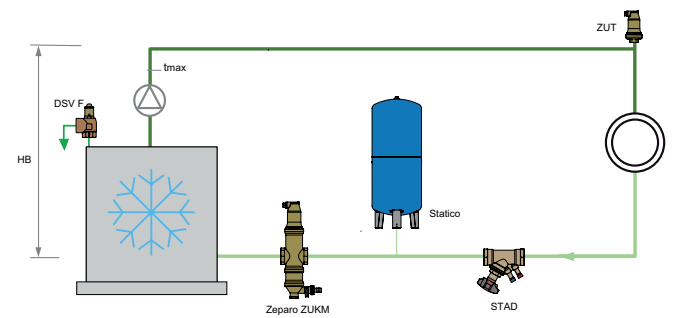 ZUT
tmax
DSV F
HB
Statico
Zeparo ZUKM
STAD